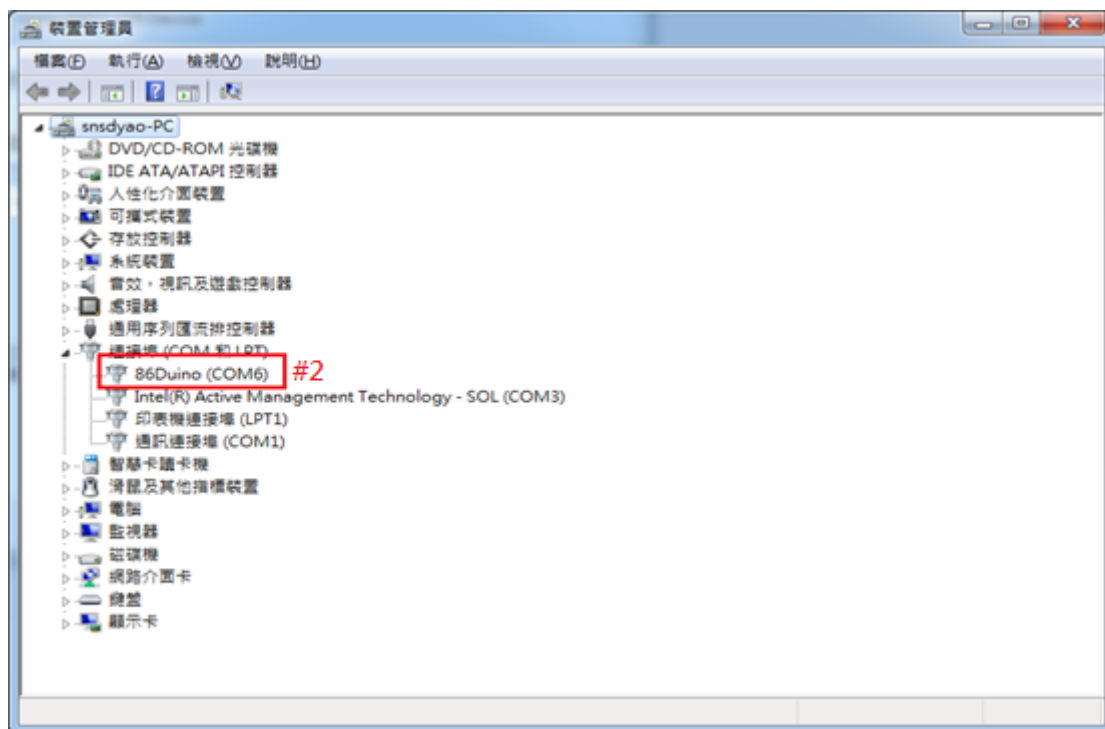 裝置管理員
檔案(F) 執行(A) 檢視(V) 說明(H)
snsdyao-PC
DVD/CD-ROM 光碟機
IDE ATA/ATAPI 控制器
人性化介面裝置
可攜式裝置
存放控制器
系統裝置
音效，視訊及遊戲控制器
處理器
通用序列匯流排控制器
連接埠 (COM 和 LPT)
86Duino (COM6) #2
Intel(R) Active Management Technology - SOL (COM3)
印表機連接埠 (LPT1)
通訊連接埠 (COM1)
智慧卡讀卡機
滑鼠及其他指標裝置
電腦
監視器
磁碟機
網路介面卡
鍵盤
顯示卡